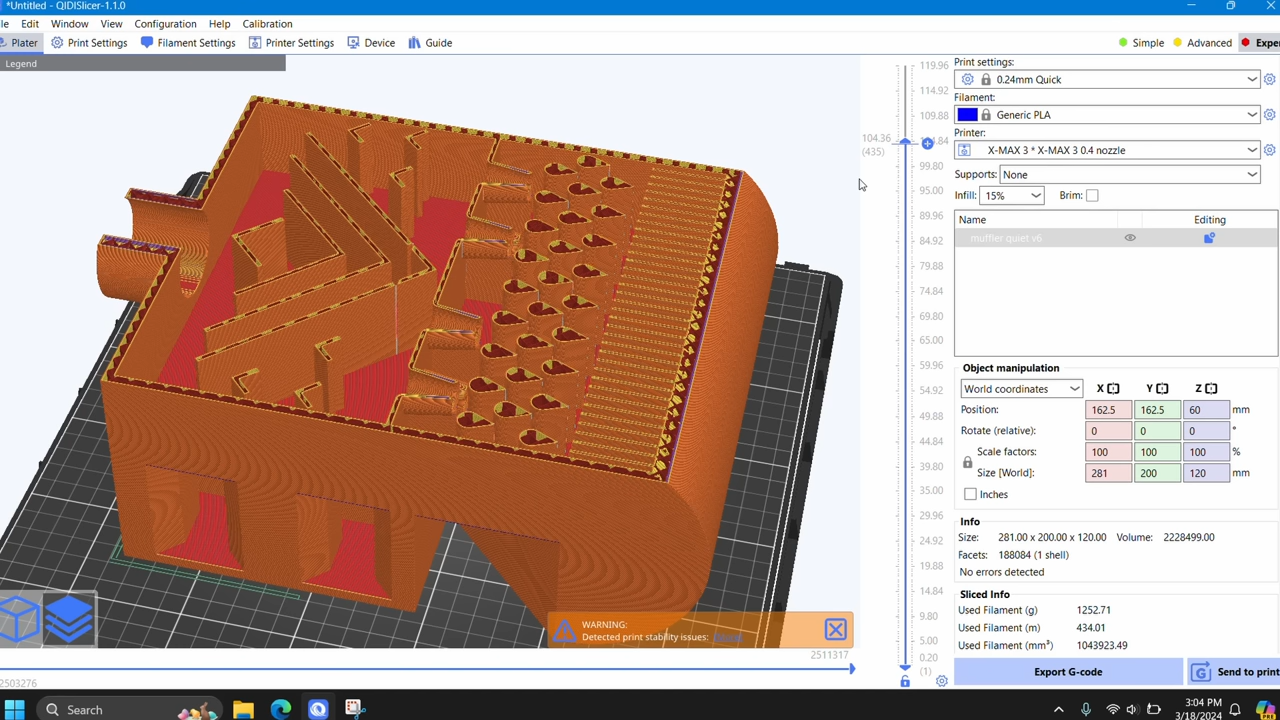 *Untitled - QIDISlicer-1.1.0
le Edit Window View Configuration Help Calibration
Plater Print Settings Filament Settings Printer Settings Device Guide
Simple Advanced Exper
Legend
Print settings:
0.24mm Quick
Filament:
Generic PLA
Printer:
X-MAX 3 * X-MAX 3 0.4 nozzle
Supports: None
Infill: 15% Brim:
Name Editing
muffler quiet v6
Object manipulation
World coordinates X Y Z
Position: 162.5 162.5 60 mm
Rotate (relative): 0 0 0 °
Scale factors: 100 100 100 %
Size [World]: 281 200 120 mm
Inches
Info
Size: 281.00 x 200.00 x 120.00 Volume: 2228499.00
Facets: 188084 (1 shell)
No errors detected
Sliced Info
Used Filament (g) 1252.71
Used Filament (m) 434.01
Used Filament (mm³) 1043923.49
Export G-code Send to print
119.96
114.92
109.88
104.36
(435)
.84
99.80
95.00
89.96
84.92
79.88
74.84
69.80
65.00
59.96
54.92
49.88
44.84
39.80
35.00
29.96
24.92
19.88
14.84
9.80
5.00
0.20
(1)
WARNING:
Detected print stability issues:
2511317
2503276
Search
3:04 PM
3/18/2024